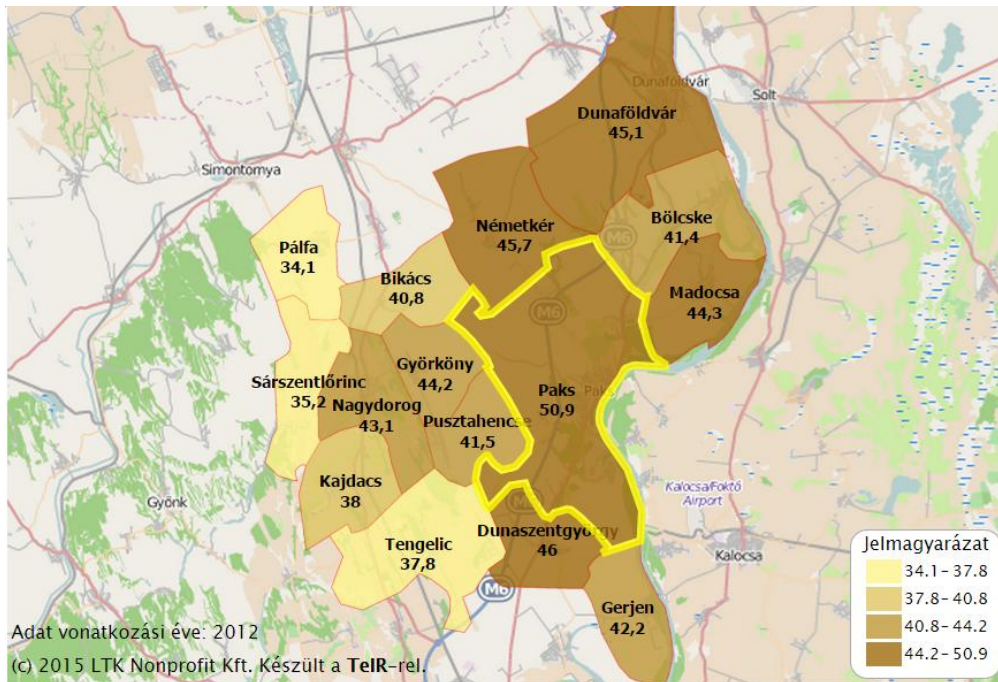 Dunaföldvár
Solt
Dunaföldvár
45,1
Simontornya
Németkér
45,7
M6
Bölcske
41,4
Pálfa
34,1
Bikács
40,8
Madocsa
44,3
M6
Györköny
44,2
Sárszentlőrinc
35,2
Nagydorog
43,1
Paks
Paks
50,9
Pusztahencse
41,5
Kajdacs
38
Gyönk
Kalocsa/Foktő
Airport
M6
Dunaszentgyörgy
46
Tengelic
37,8
Kalocsa
M6
Gerjen
42,2
Jelmagyarázat
34.1-37.8
37.8-40.8
40.8-44.2
44.2-50.9
Adat vonatkozási éve: 2012
(c) 2015 LTK Nonprofit Kft. Készült a TeIR-rel.